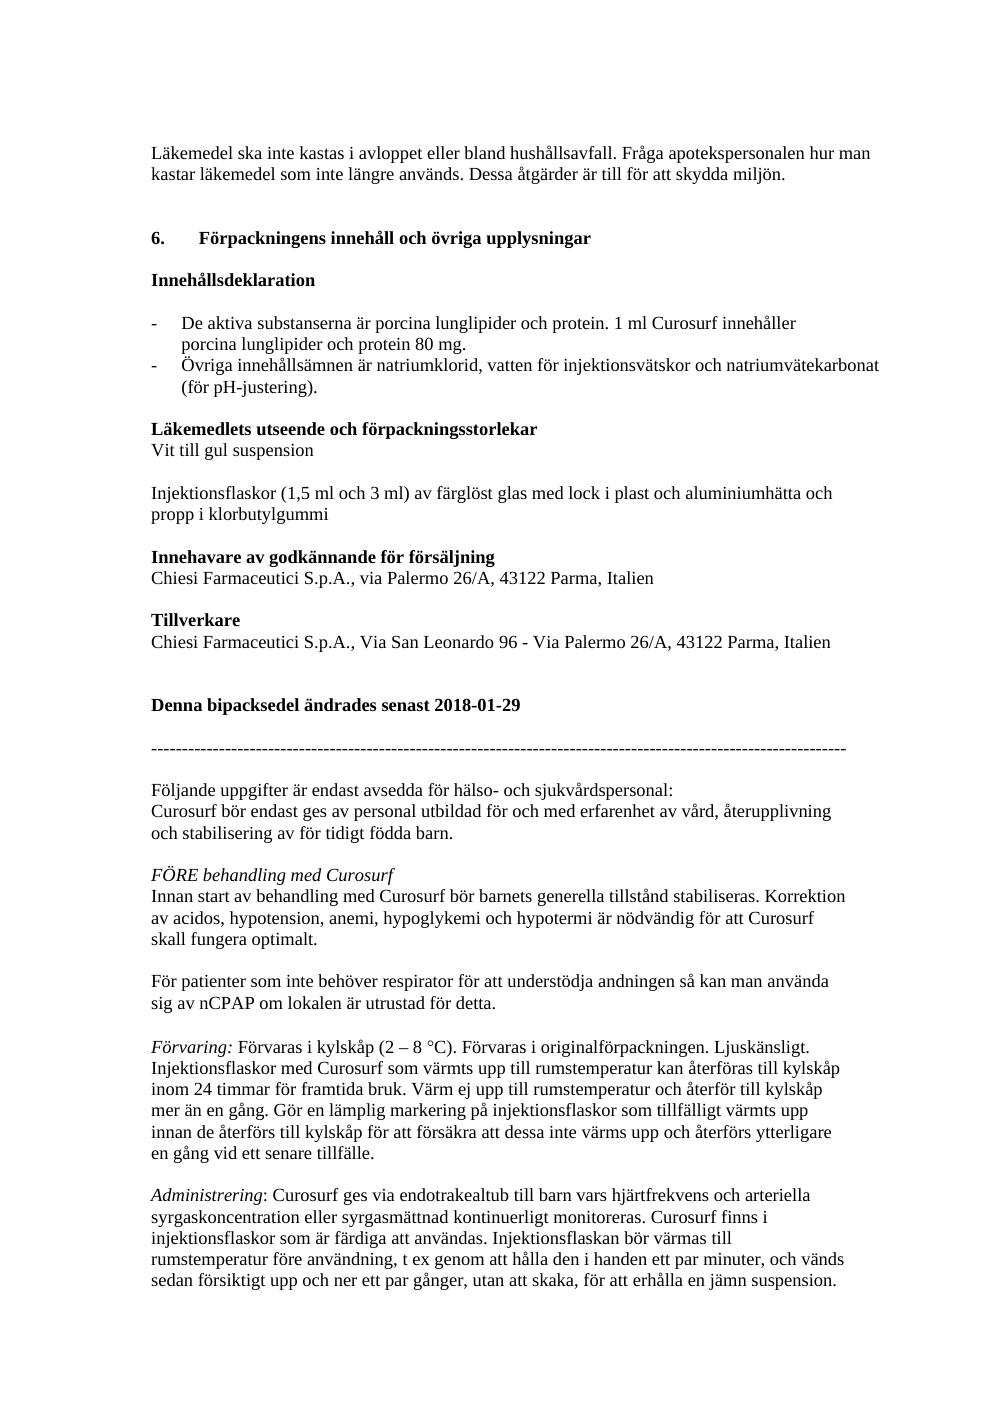 Läkemedel ska inte kastas i avloppet eller bland hushållsavfall. Fråga apotekspersonalen hur man
kastar läkemedel som inte längre används. Dessa åtgärder är till för att skydda miljön.
6. Förpackningens innehåll och övriga upplysningar
Innehållsdeklaration
- De aktiva substanserna är porcina lunglipider och protein. 1 ml Curosurf innehåller
porcina lunglipider och protein 80 mg.
- Övriga innehållsämnen är natriumklorid, vatten för injektionsvätskor och natriumvätekarbonat
(för pH-justering).
Läkemedlets utseende och förpackningsstorlekar
Vit till gul suspension
Injektionsflaskor (1,5 ml och 3 ml) av färglöst glas med lock i plast och aluminiumhätta och
propp i klorbutylgummi
Innehavare av godkännande för försäljning
Chiesi Farmaceutici S.p.A., via Palermo 26/A, 43122 Parma, Italien
Tillverkare
Chiesi Farmaceutici S.p.A., Via San Leonardo 96 - Via Palermo 26/A, 43122 Parma, Italien
Denna bipacksedel ändrades senast 2018-01-29
-----------------------------------------------------------------------------------------------------------------
Följande uppgifter är endast avsedda för hälso- och sjukvårdspersonal:
Curosurf bör endast ges av personal utbildad för och med erfarenhet av vård, återupplivning
och stabilisering av för tidigt födda barn.
FÖRE behandling med Curosurf
Innan start av behandling med Curosurf bör barnets generella tillstånd stabiliseras. Korrektion
av acidos, hypotension, anemi, hypoglykemi och hypotermi är nödvändig för att Curosurf
skall fungera optimalt.
För patienter som inte behöver respirator för att understödja andningen så kan man använda
sig av nCPAP om lokalen är utrustad för detta.
Förvaring: Förvaras i kylskåp (2 – 8 °C). Förvaras i originalförpackningen. Ljuskänsligt.
Injektionsflaskor med Curosurf som värmts upp till rumstemperatur kan återföras till kylskåp
inom 24 timmar för framtida bruk. Värm ej upp till rumstemperatur och återför till kylskåp
mer än en gång. Gör en lämplig markering på injektionsflaskor som tillfälligt värmts upp
innan de återförs till kylskåp för att försäkra att dessa inte värms upp och återförs ytterligare
en gång vid ett senare tillfälle.
Administrering: Curosurf ges via endotrakealtub till barn vars hjärtfrekvens och arteriella
syrgaskoncentration eller syrgasmättnad kontinuerligt monitoreras. Curosurf finns i
injektionsflaskor som är färdiga att användas. Injektionsflaskan bör värmas till
rumstemperatur före användning, t ex genom att hålla den i handen ett par minuter, och vänds
sedan försiktigt upp och ner ett par gånger, utan att skaka, för att erhålla en jämn suspension.